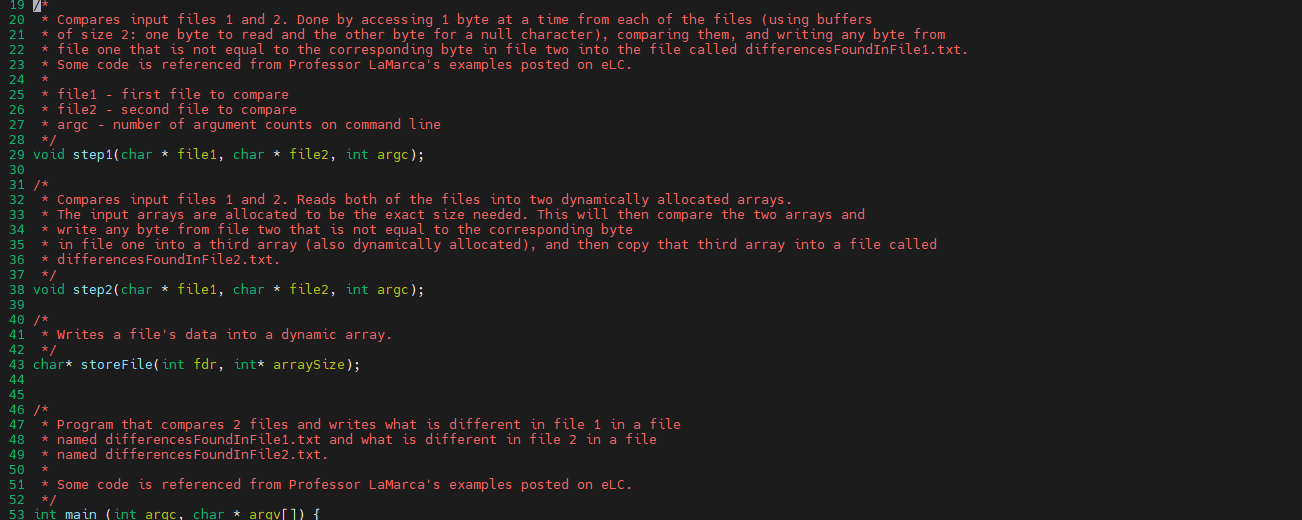 19 /*
20  * Compares input files 1 and 2. Done by accessing 1 byte at a time from each of the files (using buffers
21  * of size 2: one byte to read and the other byte for a null character), comparing them, and writing any byte from
22  * file one that is not equal to the corresponding byte in file two into the file called differencesFoundInFile1.txt.
23  * Some code is referenced from Professor LaMarca's examples posted on eLC.
24  *
25  * file1 - first file to compare
26  * file2 - second file to compare
27  * argc - number of argument counts on command line
28  */
29 void step1(char * file1, char * file2, int argc);
30
31 /*
32  * Compares input files 1 and 2. Reads both of the files into two dynamically allocated arrays.
33  * The input arrays are allocated to be the exact size needed. This will then compare the two arrays and
34  * write any byte from file two that is not equal to the corresponding byte
35  * in file one into a third array (also dynamically allocated), and then copy that third array into a file called
36  * differencesFoundInFile2.txt.
37  */
38 void step2(char * file1, char * file2, int argc);
39
40 /*
41  * Writes a file's data into a dynamic array.
42  */
43 char* storeFile(int fdr, int* arraySize);
44
45
46 /*
47  * Program that compares 2 files and writes what is different in file 1 in a file
48  * named differencesFoundInFile1.txt and what is different in file 2 in a file
49  * named differencesFoundInFile2.txt.
50  *
51  * Some code is referenced from Professor LaMarca's examples posted on eLC.
52  */
53 int main (int argc, char * argv[]) {